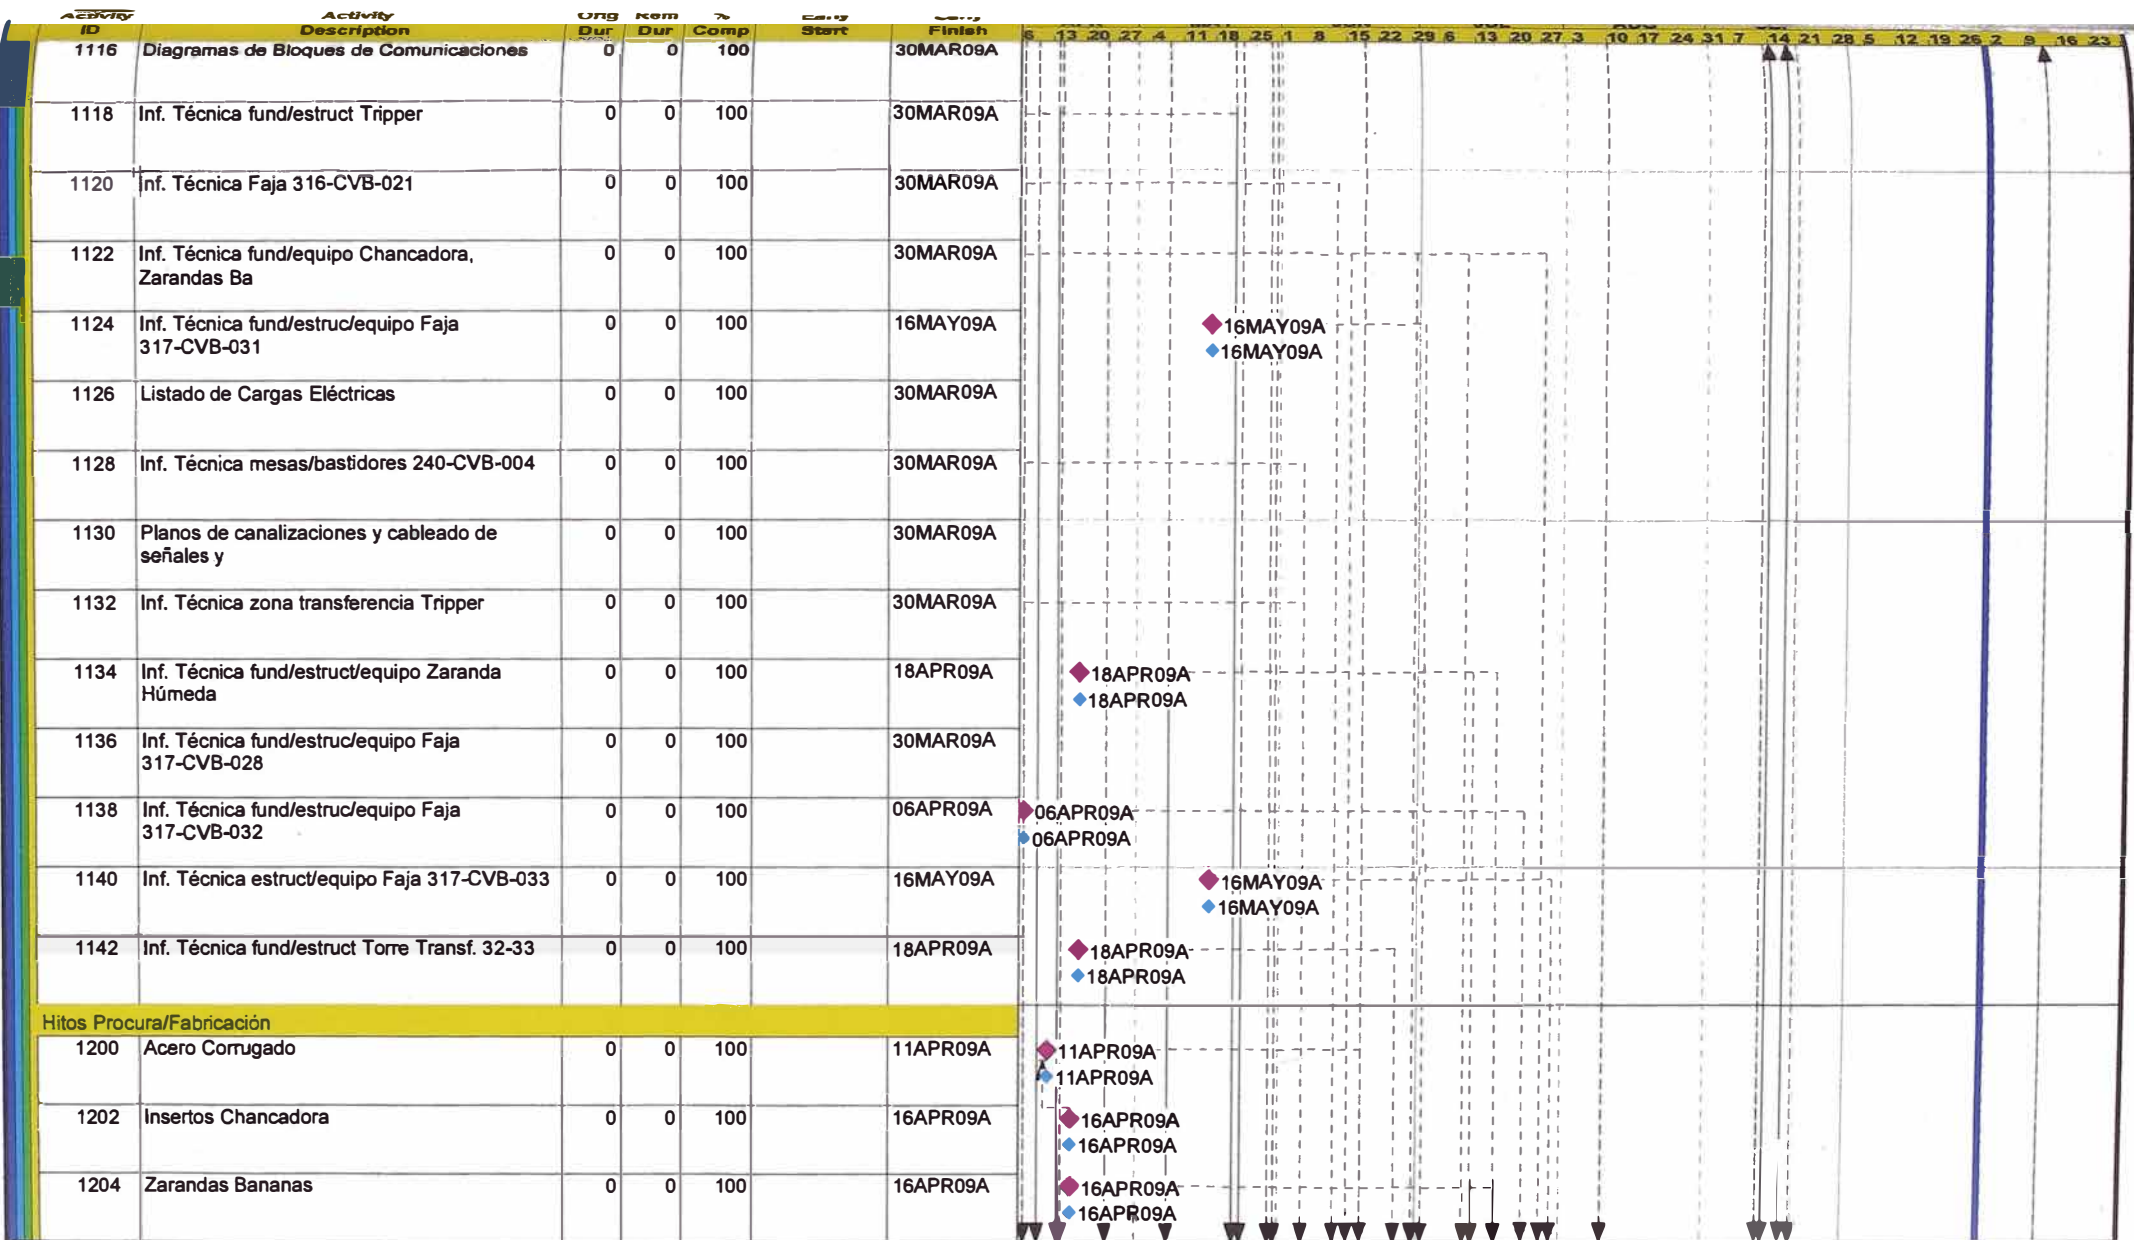 Activity ID Activity Description Orig Dur Rem Dur % Comp Early Start Early Finish
6 13 20 27 4 11 18 25 1 8 15 22 29 6 13 20 27 3 10 17 24 31 7 14 21 28 5 12 19 26 2 9 16 23
1116 Diagramas de Bloques de Comunicaciones 0 0 100 30MAR09A
1118 Inf. Técnica fund/estruct Tripper 0 0 100 30MAR09A
1120 Inf. Técnica Faja 316-CVB-021 0 0 100 30MAR09A
1122 Inf. Técnica fund/equipo Chancadora, 0 0 100 30MAR09A
Zarandas Ba
1124 Inf. Técnica fund/estruc/equipo Faja 0 0 100 16MAY09A 16MAY09A
317-CVB-031 16MAY09A
1126 Listado de Cargas Eléctricas 0 0 100 30MAR09A
1128 Inf. Técnica mesas/bastidores 240-CVB-004 0 0 100 30MAR09A
1130 Planos de canalizaciones y cableado de 0 0 100 30MAR09A
señales y
1132 Inf. Técnica zona transferencia Tripper 0 0 100 30MAR09A
1134 Inf. Técnica fund/estruct/equipo Zaranda 0 0 100 18APR09A 18APR09A
Húmeda 18APR09A
1136 Inf. Técnica fund/estruc/equipo Faja 0 0 100 30MAR09A
317-CVB-028
1138 Inf. Técnica fund/estruc/equipo Faja 0 0 100 06APR09A 06APR09A
317-CVB-032 06APR09A
1140 Inf. Técnica estruct/equipo Faja 317-CVB-033 0 0 100 16MAY09A 16MAY09A
16MAY09A
1142 Inf. Técnica fund/estruct Torre Transf. 32-33 0 0 100 18APR09A 18APR09A
18APR09A
Hitos Procura/Fabricación
1200 Acero Corrugado 0 0 100 11APR09A 11APR09A
11APR09A
1202 Insertos Chancadora 0 0 100 16APR09A 16APR09A
16APR09A
1204 Zarandas Bananas 0 0 100 16APR09A 16APR09A
16APR09A